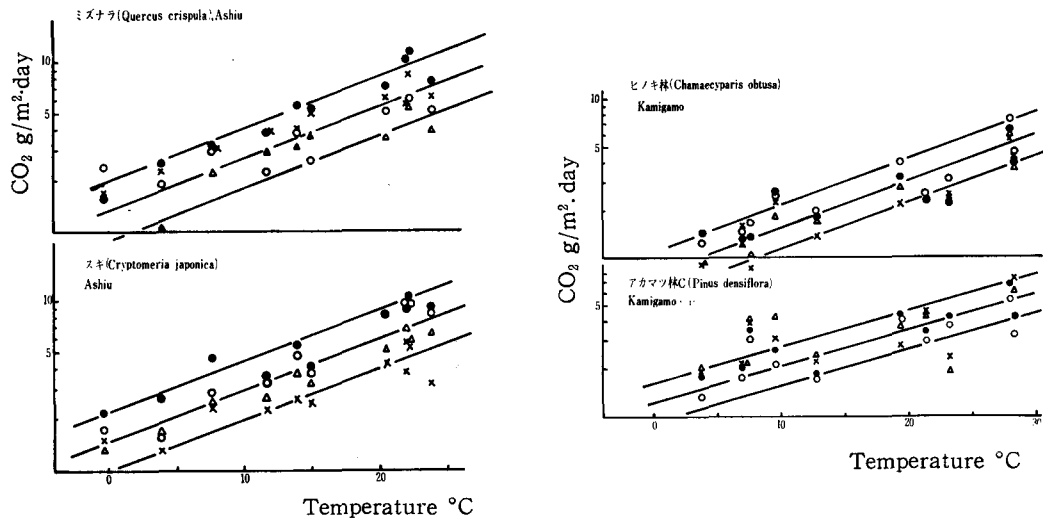 ミズナラ(Quercus crispula),Ashiu
CO₂ g/m²·day
10
5
スギ(Cryptomeria japonica)
Ashiu
10
5
0
10
20
Temperature °C
ヒノキ林(Chamaecyparis obtusa)
Kamigamo
CO₂ g/m²·day
10
5
アカマツ林C(Pinus densiflora)
Kamigamo
5
0
10
20
30
Temperature °C